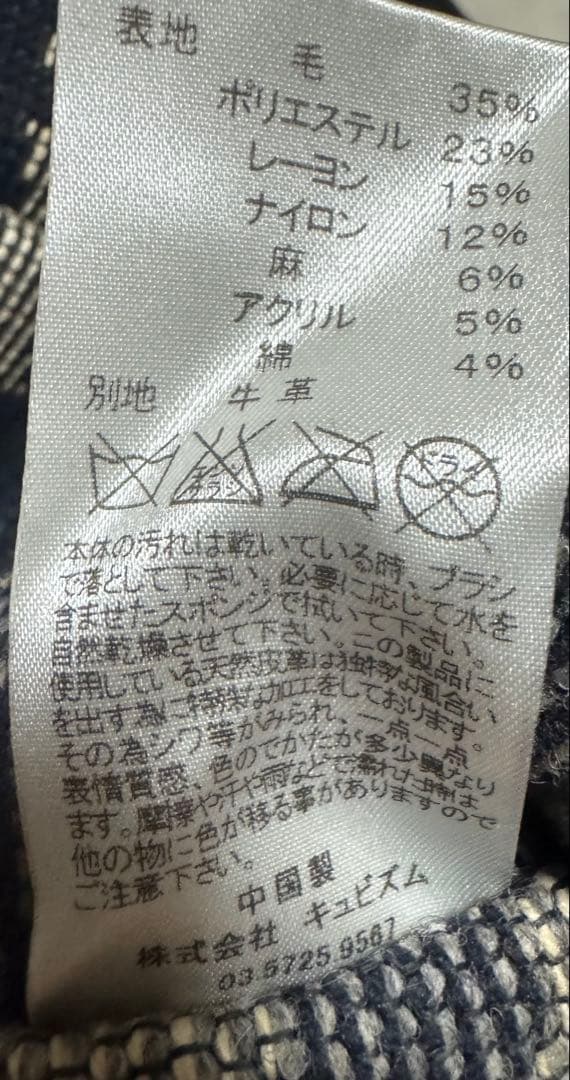 表地 毛 35%
ポリエステル 23%
レーヨン 15%
ナイロン 12%
麻 6%
アクリル 5%
綿 4%
別地 牛革
エンソ サラシ ドライ
本体の汚れは乾いている時、ブラシ
で落として下さい。必要に応じて水を
含ませたスポンジで拭いて下さい。
自然乾燥させて下さい。この製品に
使用している天然皮革は独特な風合い
を出す為に特殊な加工をしております。
その為シワ等がみられ、一点一点
表情質感、色のでかたが多少異なり
ます。摩擦や汗や雨などで濡れた時は
他の物に色が移る事がありますので
ご注意下さい。
中国製
株式会社 キュビズム
03 5725 9567